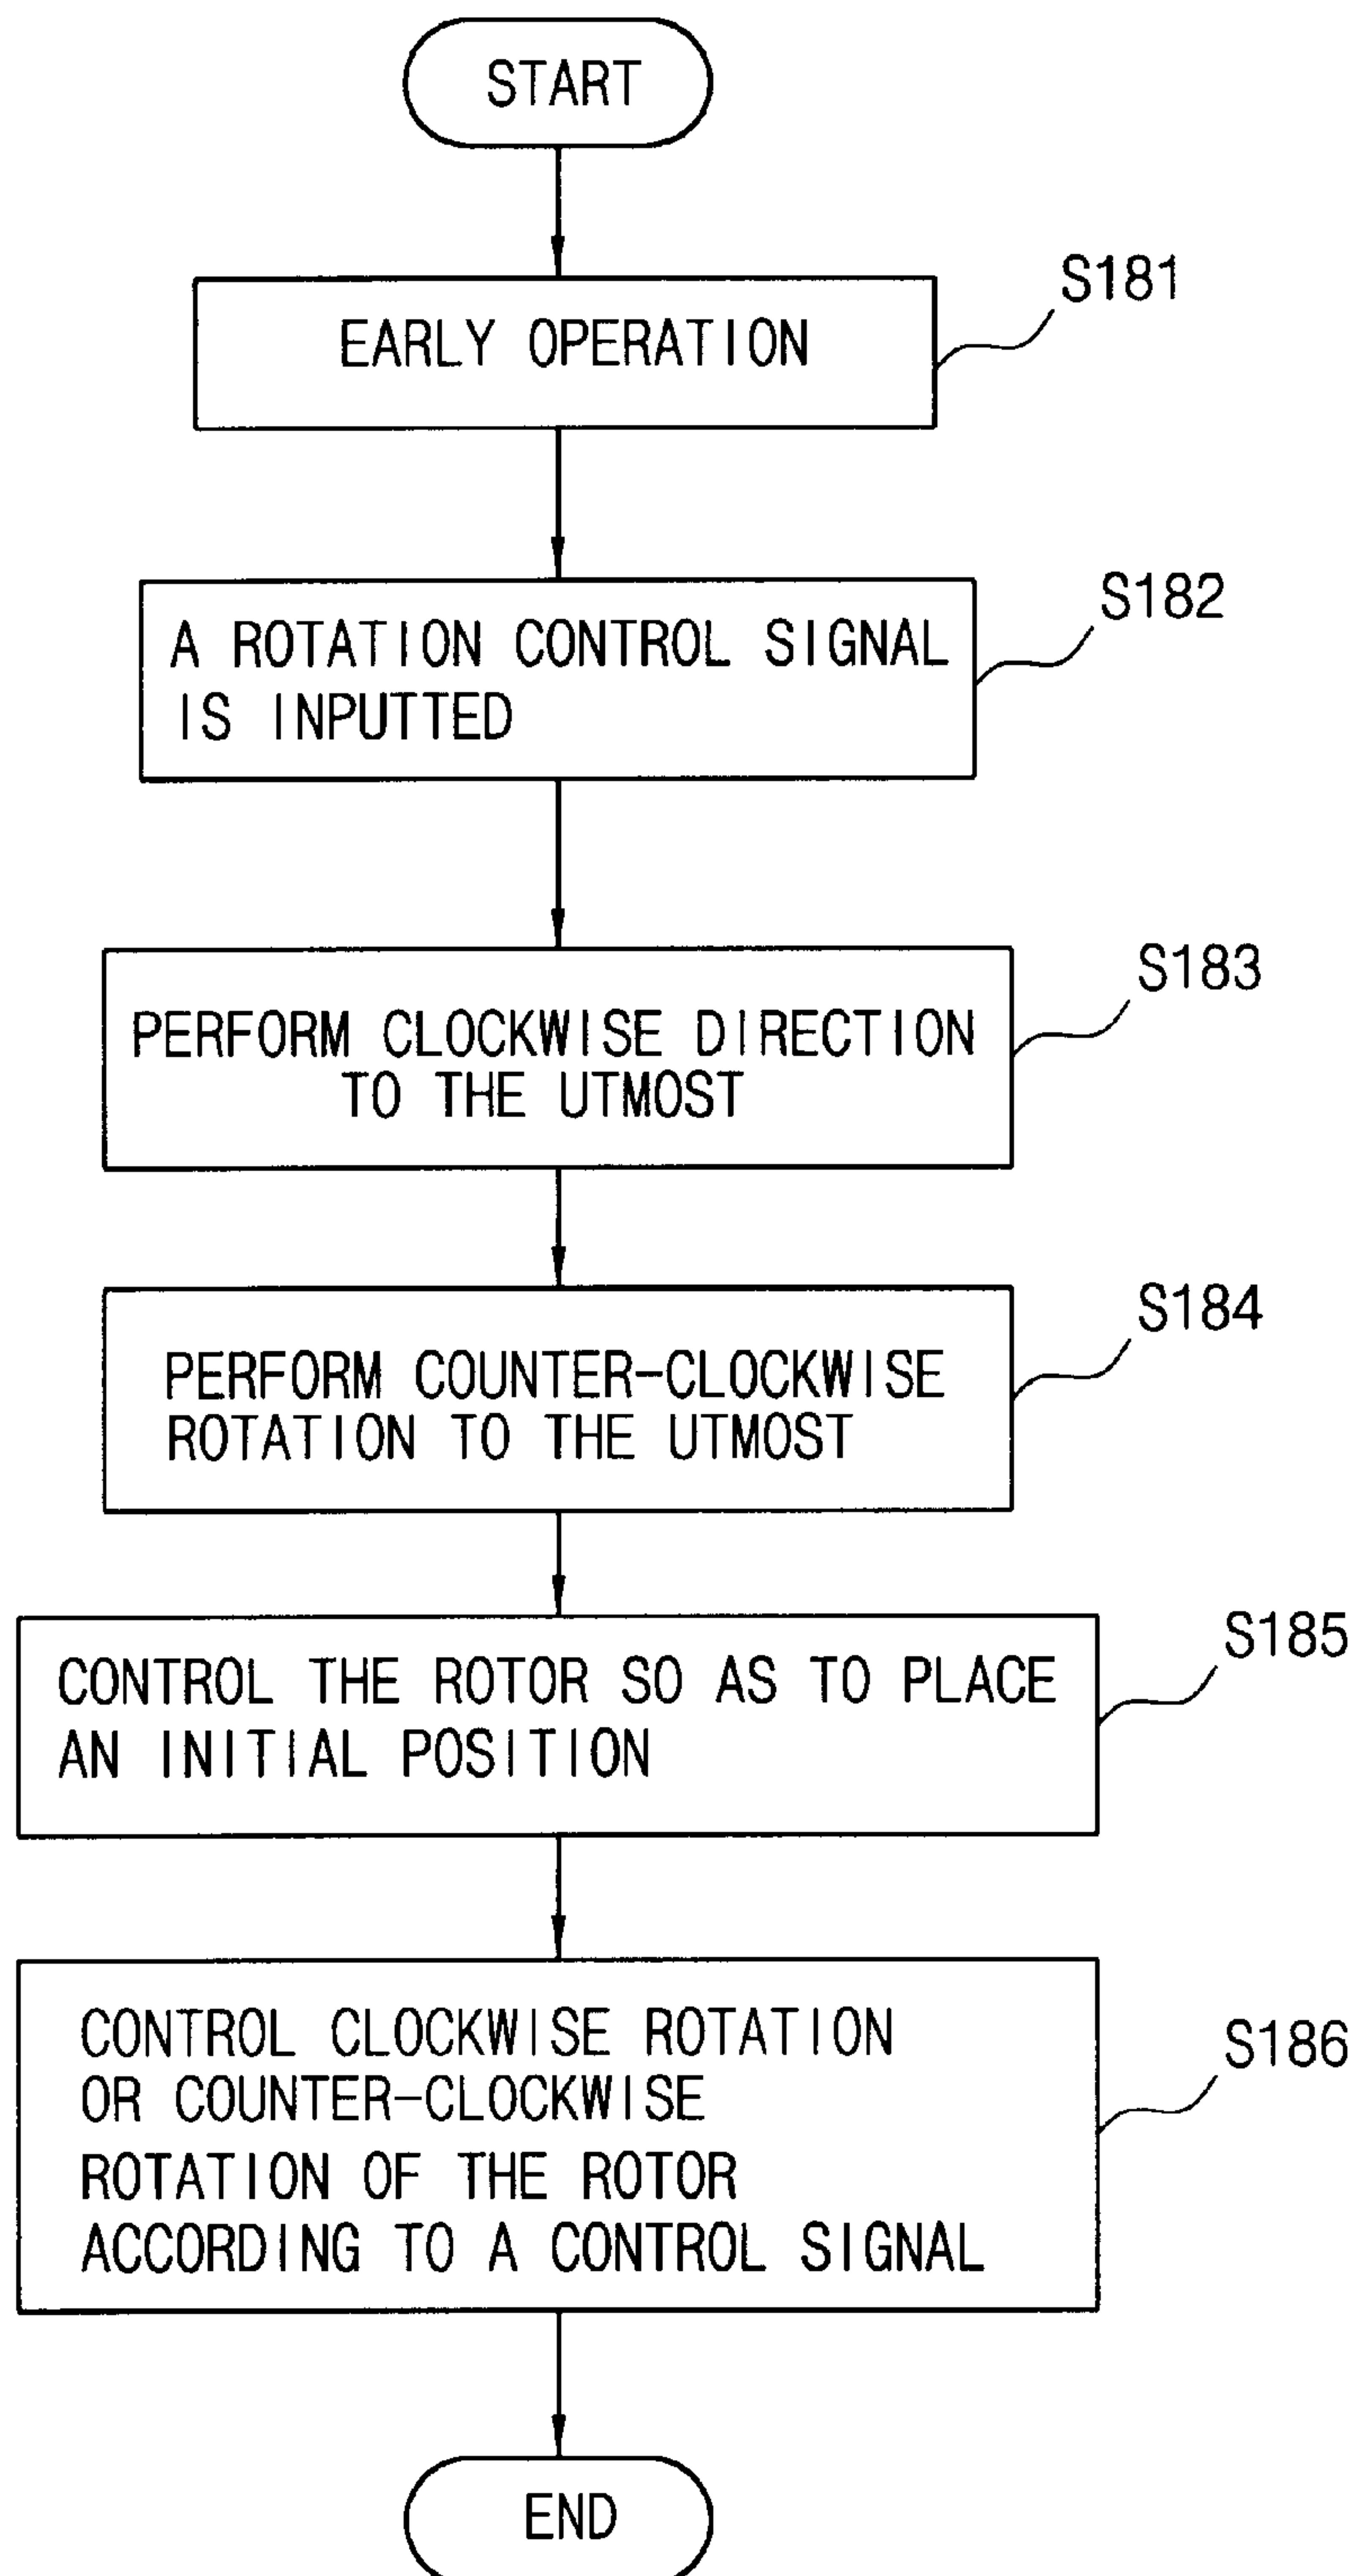 START
EARLY OPERATION
S181
A ROTATION CONTROL SIGNAL
IS INPUTTED
S182
PERFORM CLOCKWISE DIRECTION
TO THE UTMOST
S183
PERFORM COUNTER-CLOCKWISE
ROTATION TO THE UTMOST
S184
CONTROL THE ROTOR SO AS TO PLACE
AN INITIAL POSITION
S185
CONTROL CLOCKWISE ROTATION
OR COUNTER-CLOCKWISE
ROTATION OF THE ROTOR
ACCORDING TO A CONTROL SIGNAL
S186
END